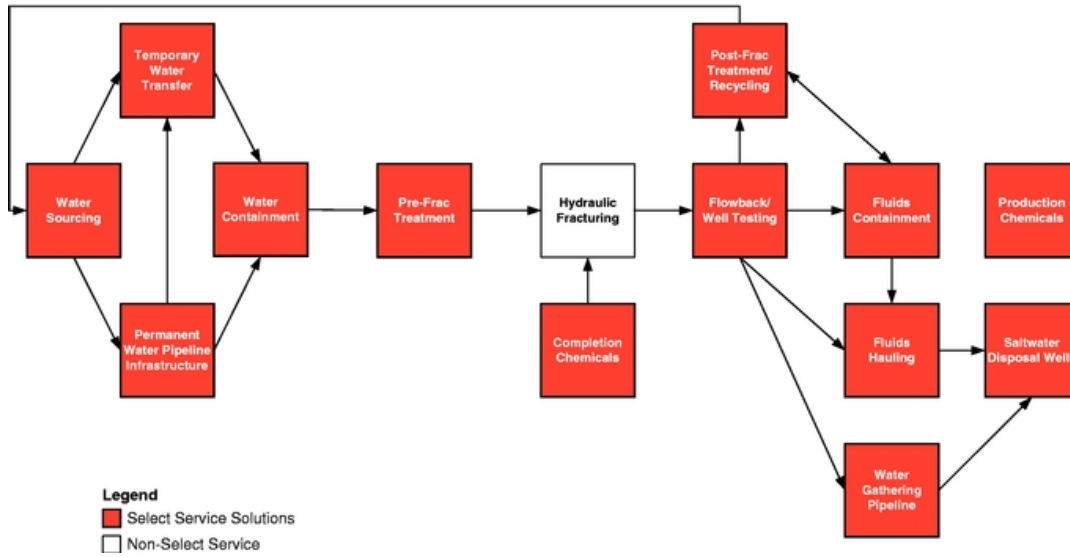 Temporary
Water
Transfer
Post-Frac
Treatment/
Recycling
Water
Sourcing
Water
Containment
Pre-Frac
Treatment
Hydraulic
Fracturing
Flowback/
Well Testing
Fluids
Containment
Production
Chemicals
Permanent
Water Pipeline
Infrastructure
Completion
Chemicals
Fluids
Hauling
Saltwater
Disposal Wells
Water
Gathering
Pipeline
Legend
Select Service Solutions
Non-Select Service